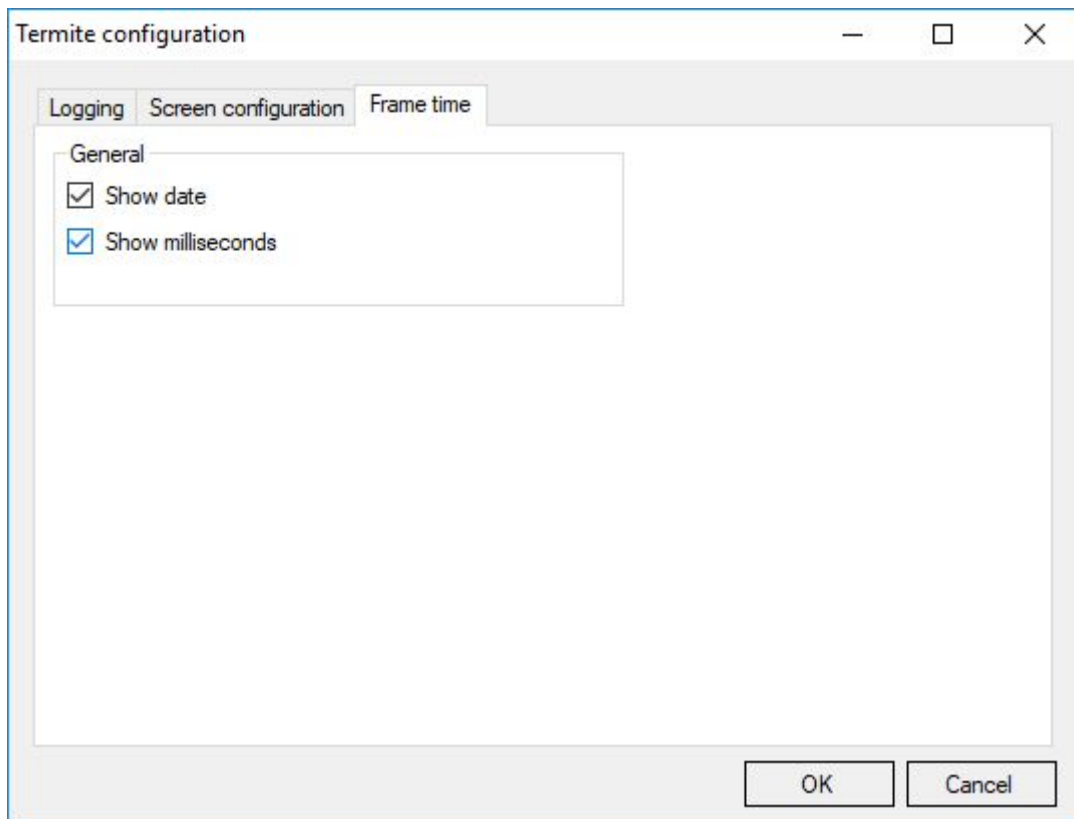 Termite configuration
Logging Screen configuration Frame time
General
Show date
Show milliseconds
OK Cancel